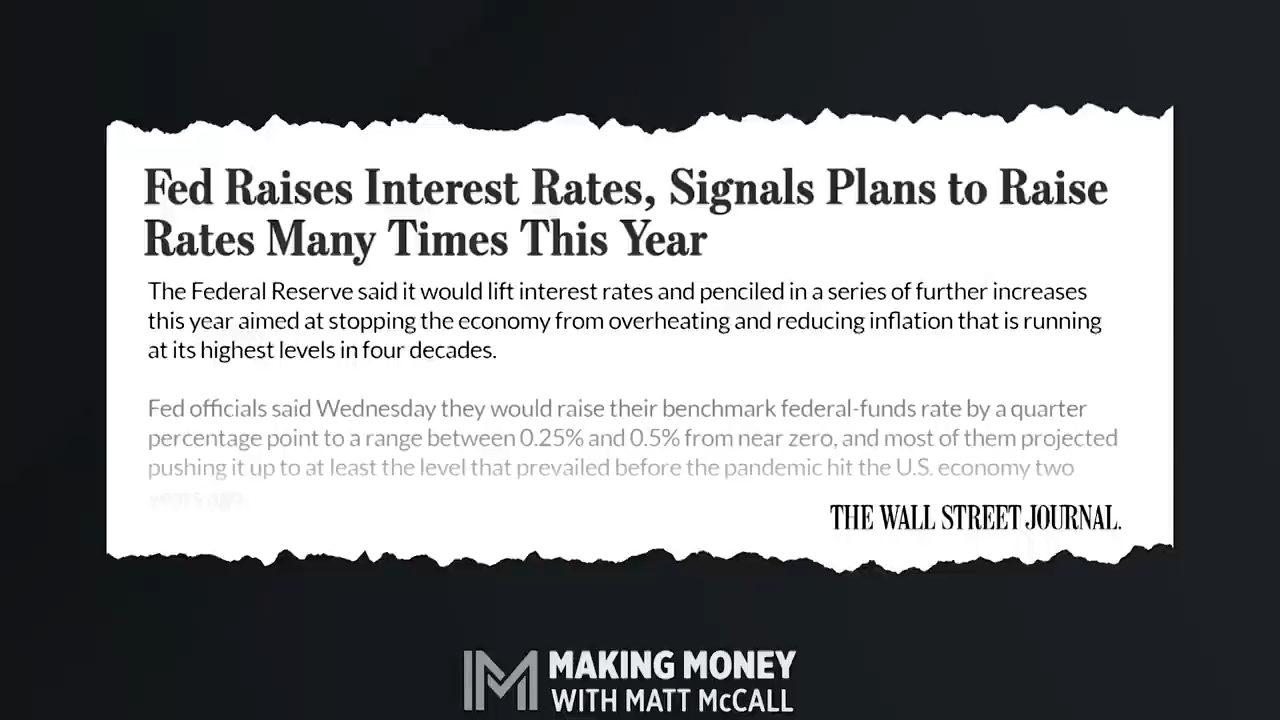 Fed Raises Interest Rates, Signals Plans to Raise
Rates Many Times This Year
The Federal Reserve said it would lift interest rates and penciled in a series of further increases
this year aimed at stopping the economy from overheating and reducing inflation that is running
at its highest levels in four decades.
Fed officials said Wednesday they would raise their benchmark federal-funds rate by a quarter
percentage point to a range between 0.25% and 0.5% from near zero, and most of them projected
pushing it up to at least the level that prevailed before the pandemic hit the U.S. economy two
years ago.
THE WALL STREET JOURNAL.
IM MAKING MONEY
WITH MATT McCALL